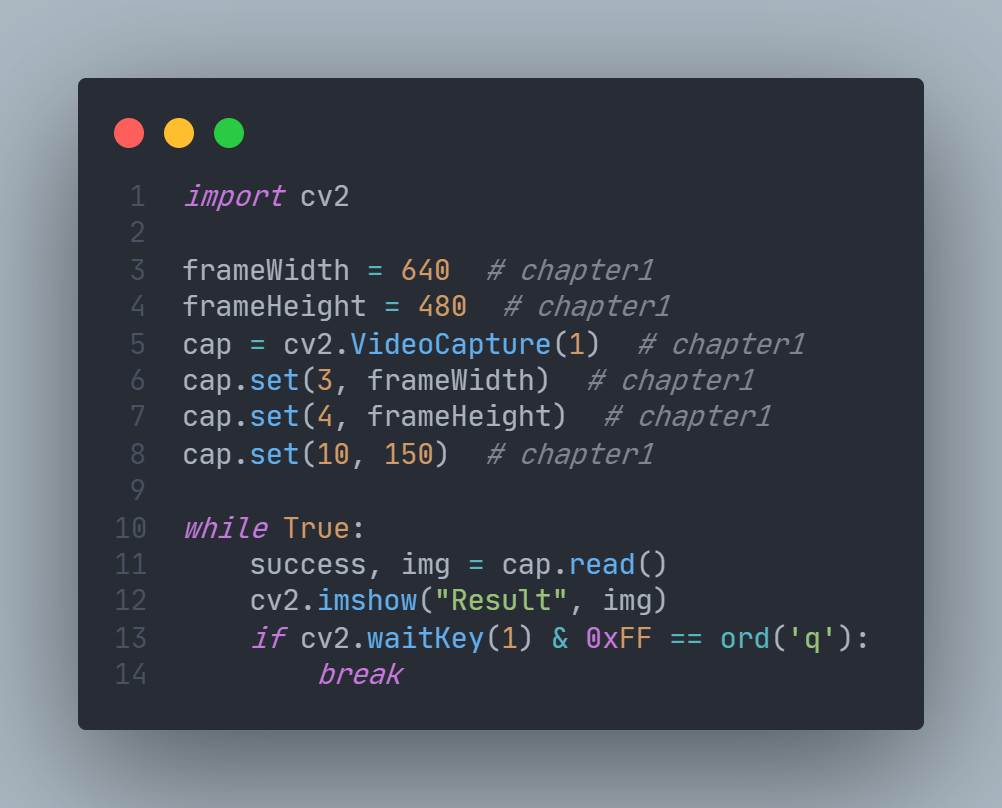 1 import cv2
2
3 frameWidth = 640  # chapter1
4 frameHeight = 480  # chapter1
5 cap = cv2.VideoCapture(1)  # chapter1
6 cap.set(3, frameWidth)  # chapter1
7 cap.set(4, frameHeight)  # chapter1
8 cap.set(10, 150)  # chapter1
9
10 while True:
11     success, img = cap.read()
12     cv2.imshow("Result", img)
13     if cv2.waitKey(1) & 0xFF == ord('q'):
14         break